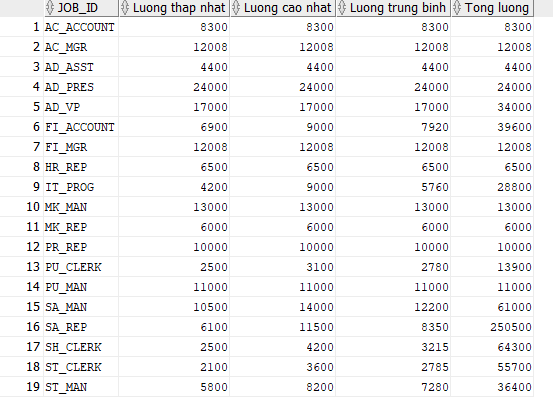 JOB_ID Luong thap nhat Luong cao nhat Luong trung binh Tong luong
1 AC_ACCOUNT 8300 8300 8300 8300
2 AC_MGR 12008 12008 12008 12008
3 AD_ASST 4400 4400 4400 4400
4 AD_PRES 24000 24000 24000 24000
5 AD_VP 17000 17000 17000 34000
6 FI_ACCOUNT 6900 9000 7920 39600
7 FI_MGR 12008 12008 12008 12008
8 HR_REP 6500 6500 6500 6500
9 IT_PROG 4200 9000 5760 28800
10 MK_MAN 13000 13000 13000 13000
11 MK_REP 6000 6000 6000 6000
12 PR_REP 10000 10000 10000 10000
13 PU_CLERK 2500 3100 2780 13900
14 PU_MAN 11000 11000 11000 11000
15 SA_MAN 10500 14000 12200 61000
16 SA_REP 6100 11500 8350 250500
17 SH_CLERK 2500 4200 3215 64300
18 ST_CLERK 2100 3600 2785 55700
19 ST_MAN 5800 8200 7280 36400